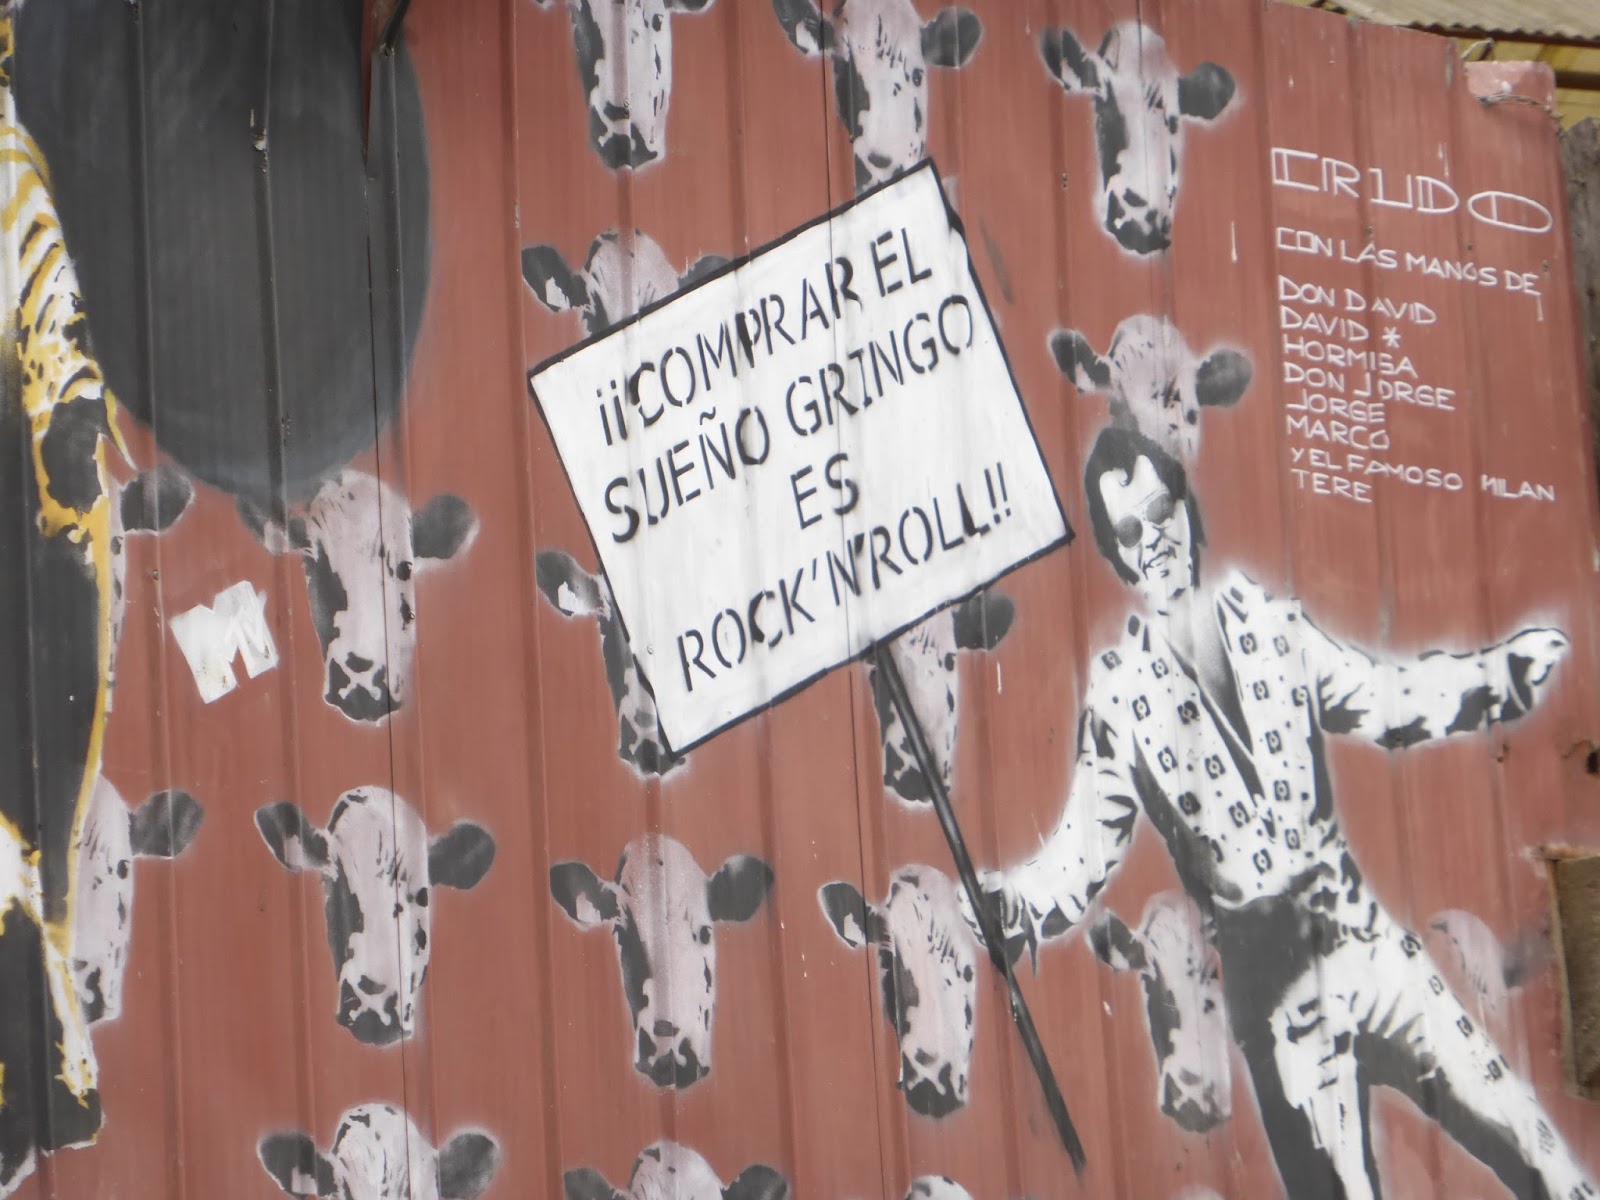 ¡¡COMPRAR EL
SUEÑO GRINGO
ES
ROCK'N'ROLL!!
MTV
CRUDO
CON LAS MANOS DE
DON DAVID
DAVID *
HORMIGA
DON JORGE
JORGE
MARCO
Y EL FAMOSO MILAN
TERE